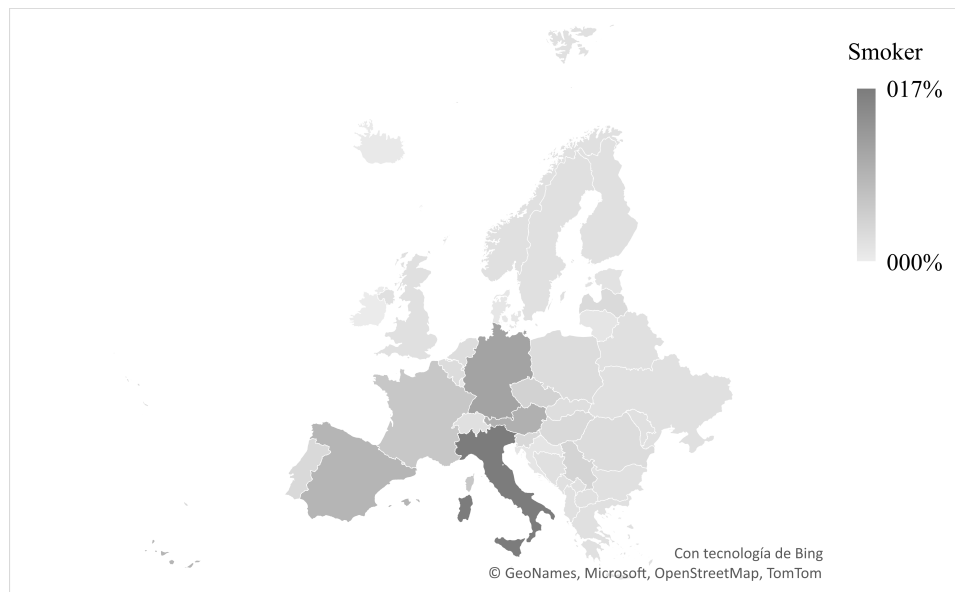 Smoker
017%
000%
Con tecnología de Bing
© GeoNames, Microsoft, OpenStreetMap, TomTom